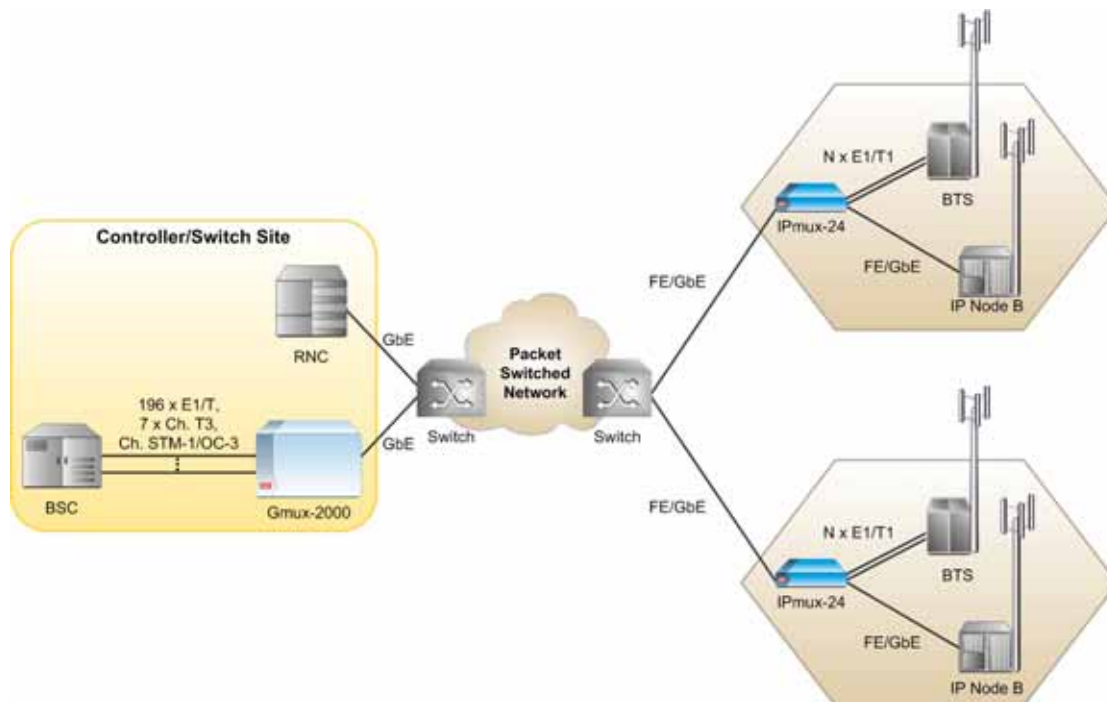 Controller/Switch Site
RNC
GbE
196 x E1/T,
7 x Ch. T3,
Ch. STM-1/OC-3
BSC
Gmux-2000
GbE
Switch
Packet
Switched
Network
Switch
FE/GbE
FE/GbE
IPmux-24
N x E1/T1
BTS
FE/GbE
IP Node B
IPmux-24
N x E1/T1
BTS
FE/GbE
IP Node B